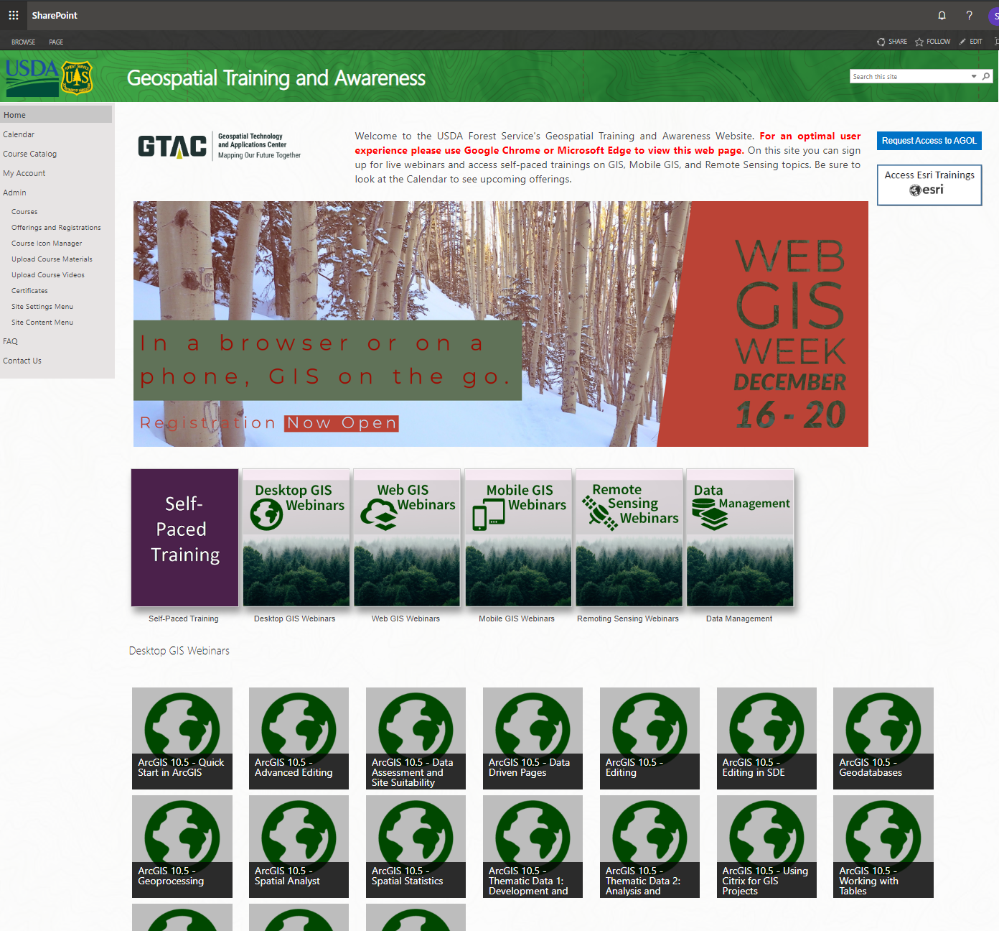 SharePoint
BROWSE PAGE
SHARE FOLLOW EDIT
USDA
FOREST SERVICE
UAS
Geospatial Training and Awareness
Search this site
Home
Calendar
Course Catalog
My Account
Admin
Courses
Offerings and Registrations
Course Icon Manager
Upload Course Materials
Upload Course Videos
Certificates
Site Settings Menu
Site Content Menu
FAQ
Contact Us
GTAC
Geospatial Technology
and Applications Center
Mapping Our Future Together
Welcome to the USDA Forest Service's Geospatial Training and Awareness Website. For an optimal user
experience please use Google Chrome or Microsoft Edge to view this web page. On this site you can sign
up for live webinars and access self-paced trainings on GIS, Mobile GIS, and Remote Sensing topics. Be sure to
look at the Calendar to see upcoming offerings.
Request Access to AGOL
Access Esri Trainings
esri
In a browser or on a
phone, GIS on the go.
Registration Now Open
WEB
GIS
WEEK
DECEMBER
16 - 20
Self-
Paced
Training
Desktop GIS
Webinars
Web GIS
Webinars
Mobile GIS
Webinars
Remote
Sensing
Webinars
Data
Management
Self-Paced Training
Desktop GIS Webinars
Web GIS Webinars
Mobile GIS Webinars
Remoting Sensing Webinars
Data Management
Desktop GIS Webinars
ArcGIS 10.5 - Quick
Start in ArcGIS
ArcGIS 10.5 -
Advanced Editing
ArcGIS 10.5 - Data
Assessment and
Site Suitability
ArcGIS 10.5 - Data
Driven Pages
ArcGIS 10.5 -
Editing
ArcGIS 10.5 -
Editing in SDE
ArcGIS 10.5 -
Geodatabases
ArcGIS 10.5 -
Geoprocessing
ArcGIS 10.5 -
Spatial Analyst
ArcGIS 10.5 -
Spatial Statistics
ArcGIS 10.5 -
Thematic Data 1:
Development and
ArcGIS 10.5 -
Thematic Data 2:
Analysis and
ArcGIS 10.5 - Using
Citrix for GIS
Projects
ArcGIS 10.5 -
Working with
Tables